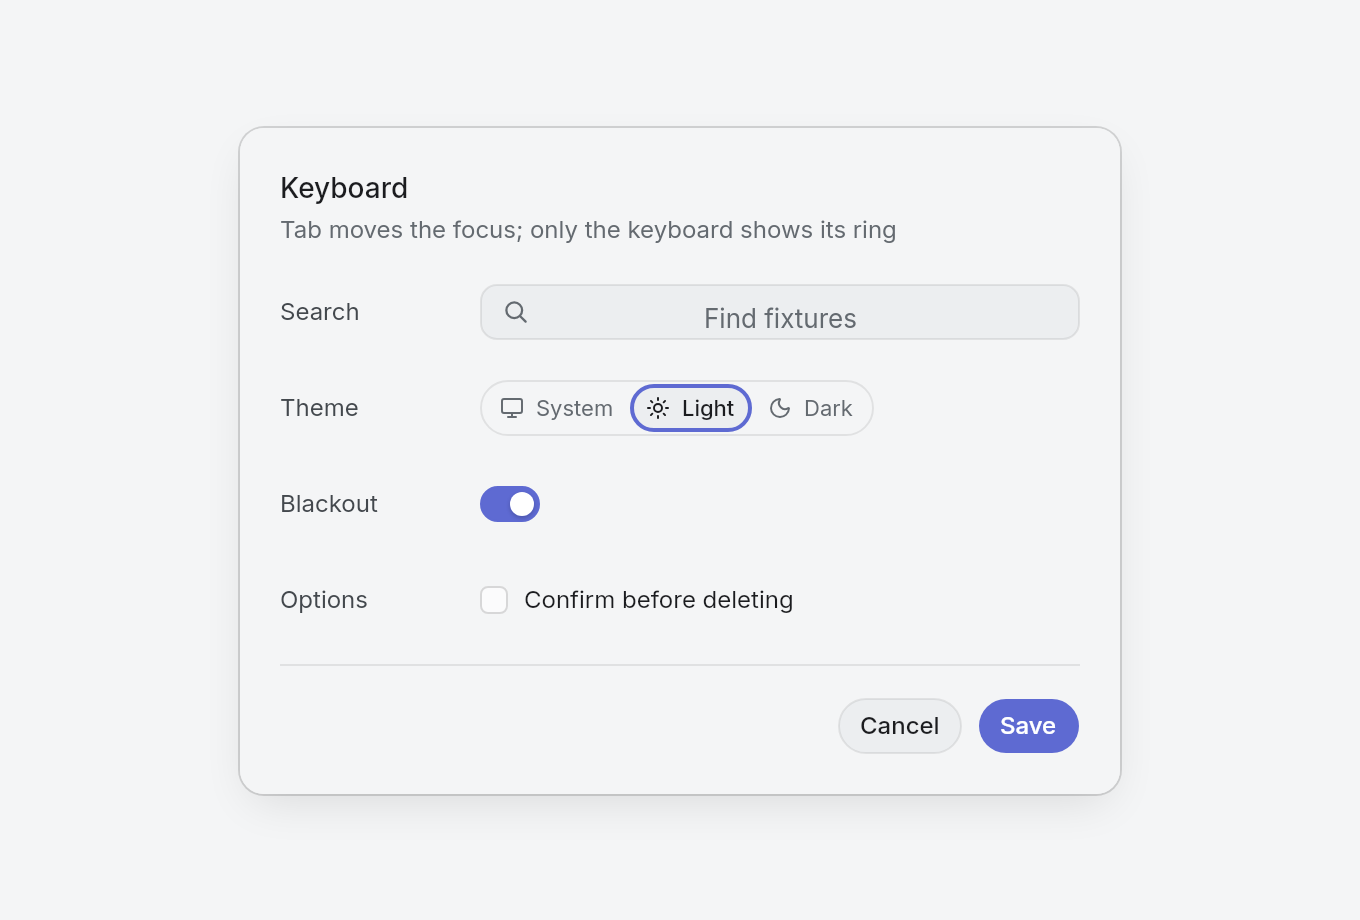 Keyboard
Tab moves the focus; only the keyboard shows its ring
Search
Find fixtures
Theme
System
Light
Dark
Blackout
Options
Confirm before deleting
Cancel
Save